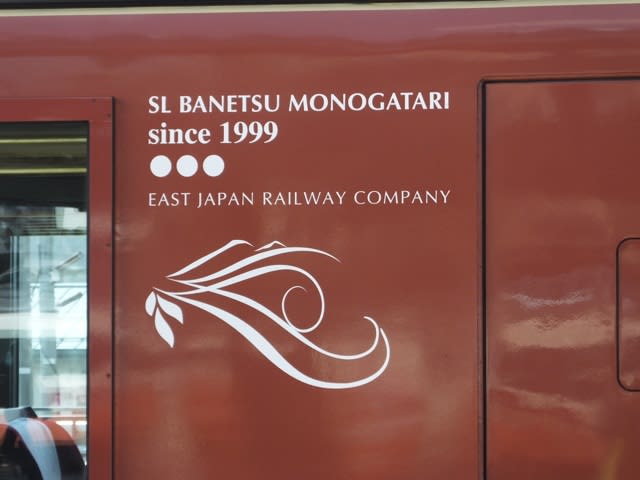 SL BANETSU MONOGATARI
since 1999
EAST JAPAN RAILWAY COMPANY